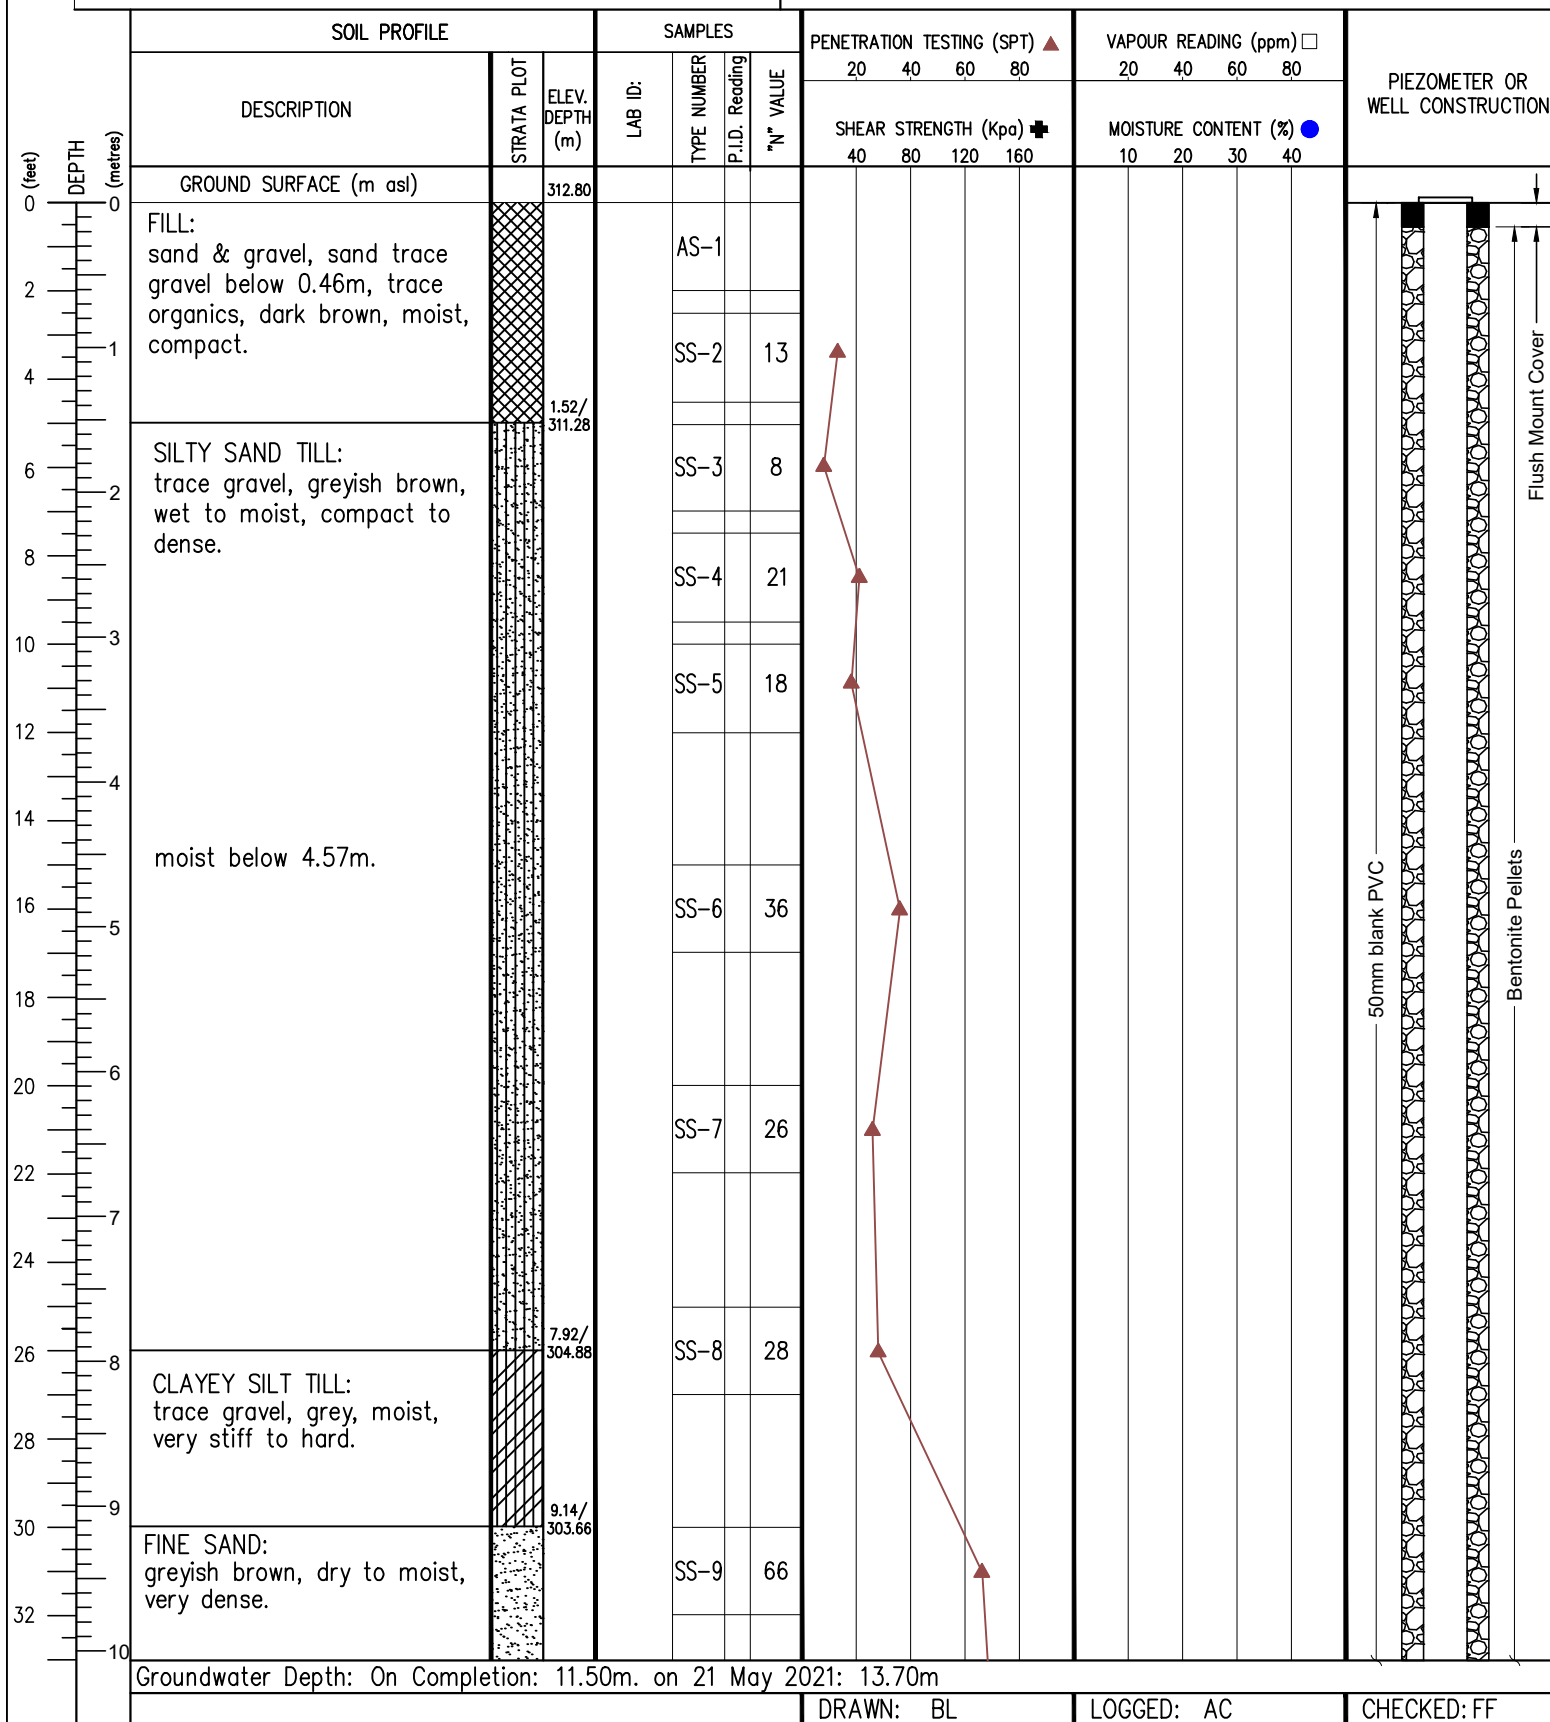 SOIL PROFILE
SAMPLES
PENETRATION TESTING (SPT)
20 40 60 80
VAPOUR READING (ppm)
20 40 60 80
PIEZOMETER OR
WELL CONSTRUCTION
DESCRIPTION
STRATA PLOT
ELEV.
DEPTH
(m)
LAB ID:
TYPE NUMBER
P.I.D. Reading
"N" VALUE
SHEAR STRENGTH (Kpa)
40 80 120 160
MOISTURE CONTENT (%)
10 20 30 40
(feet)
DEPTH
(metres)
GROUND SURFACE (m asl)
312.80
0
0
FILL:
sand & gravel, sand trace
gravel below 0.46m, trace
organics, dark brown, moist,
compact.
AS-1
2
1
SS-2 13
4
1.52/
311.28
SILTY SAND TILL:
trace gravel, greyish brown,
wet to moist, compact to
dense.
6
SS-3 8
2
8
SS-4 21
3
10
SS-5 18
12
4
14
moist below 4.57m.
16
SS-6 36
5
18
6
20
SS-7 26
22
7
24
7.92/
304.88
26
8
SS-8 28
CLAYEY SILT TILL:
trace gravel, grey, moist,
very stiff to hard.
28
9
9.14/
303.66
30
FINE SAND:
greyish brown, dry to moist,
very dense.
SS-9 66
32
10
Flush Mount Cover
50mm blank PVC
Bentonite Pellets
Groundwater Depth: On Completion: 11.50m. on 21 May 2021: 13.70m
DRAWN: BL
LOGGED: AC
CHECKED: FF